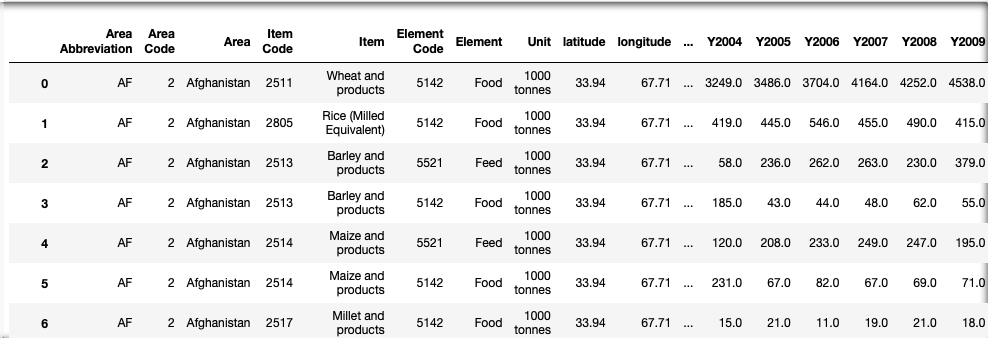 Area Abbreviation Area Code Area Item Code Item Element Code Element Unit latitude longitude ... Y2004 Y2005 Y2006 Y2007 Y2008 Y2009
0 AF 2 Afghanistan 2511 Wheat and products 5142 Food 1000 tonnes 33.94 67.71 ... 3249.0 3486.0 3704.0 4164.0 4252.0 4538.0
1 AF 2 Afghanistan 2805 Rice (Milled Equivalent) 5142 Food 1000 tonnes 33.94 67.71 ... 419.0 445.0 546.0 455.0 490.0 415.0
2 AF 2 Afghanistan 2513 Barley and products 5521 Feed 1000 tonnes 33.94 67.71 ... 58.0 236.0 262.0 263.0 230.0 379.0
3 AF 2 Afghanistan 2513 Barley and products 5142 Food 1000 tonnes 33.94 67.71 ... 185.0 43.0 44.0 48.0 62.0 55.0
4 AF 2 Afghanistan 2514 Maize and products 5521 Feed 1000 tonnes 33.94 67.71 ... 120.0 208.0 233.0 249.0 247.0 195.0
5 AF 2 Afghanistan 2514 Maize and products 5142 Food 1000 tonnes 33.94 67.71 ... 231.0 67.0 82.0 67.0 69.0 71.0
6 AF 2 Afghanistan 2517 Millet and products 5142 Food 1000 tonnes 33.94 67.71 ... 15.0 21.0 11.0 19.0 21.0 18.0